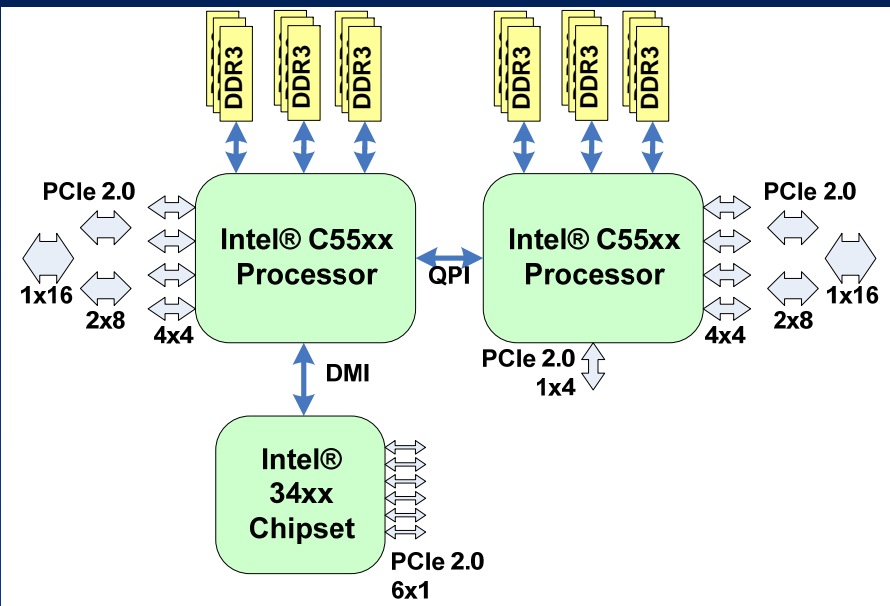 DDR3
DDR3
DDR3
DDR3
DDR3
DDR3
PCIe 2.0
1x16
2x8
4x4
Intel® C55xx
Processor
QPI
Intel® C55xx
Processor
PCIe 2.0
4x4
2x8
1x16
DMI
PCIe 2.0
1x4
Intel®
34xx
Chipset
PCIe 2.0
6x1